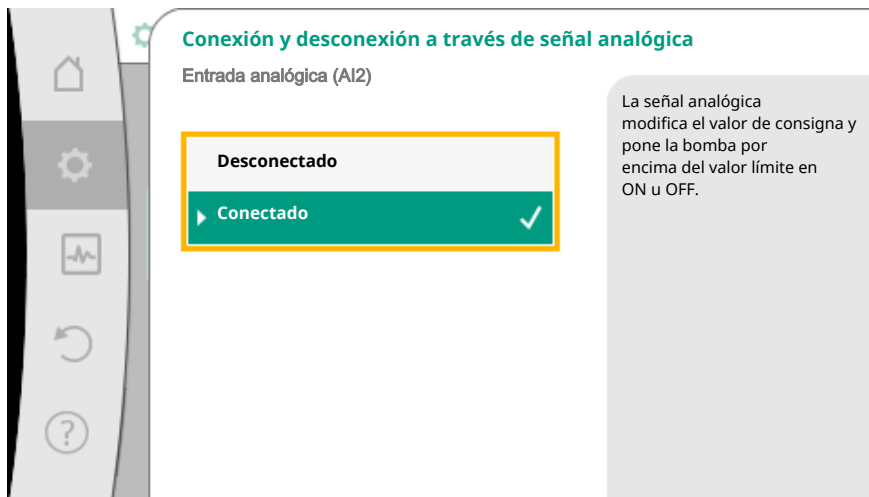 Conexión y desconexión a través de señal analógica
Entrada analógica (AI2)
Desconectado
Conectado
La señal analógica
modifica el valor de consigna y
pone la bomba por
encima del valor límite en
ON u OFF.